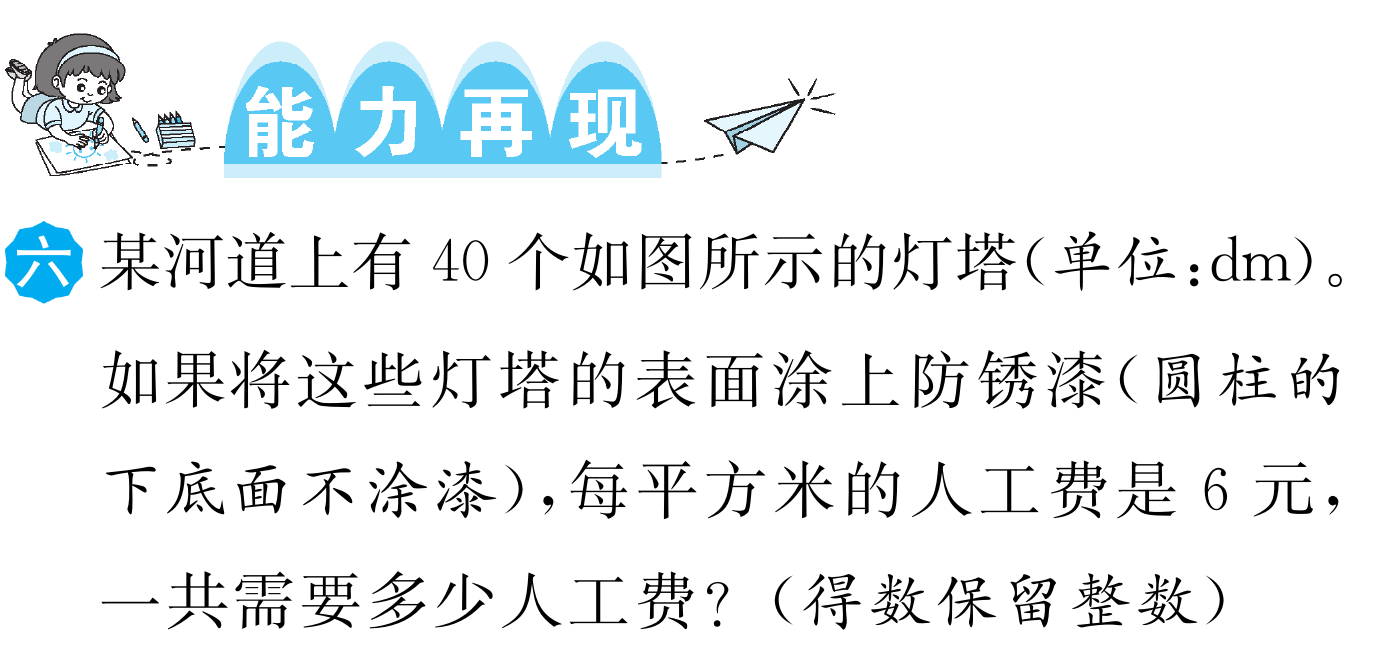 能力再现
六 某河道上有 40 个如图所示的灯塔(单位:dm)。
如果将这些灯塔的表面涂上防锈漆(圆柱的
下底面不涂漆),每平方米的人工费是 6 元,
一共需要多少人工费?(得数保留整数)